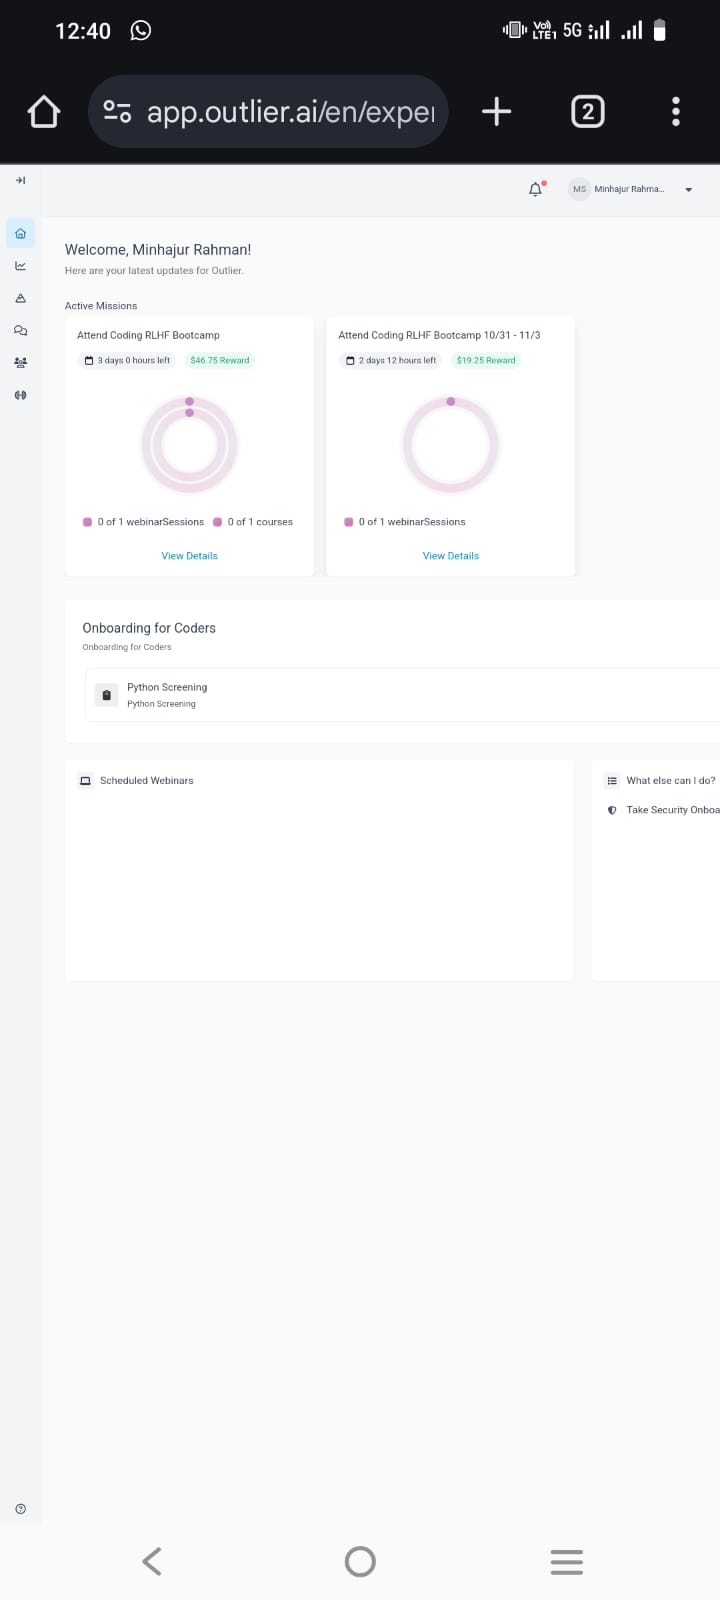 12:40
Vo) LTE1 5G
app.outlier.ai/en/exper
2
MS Minhajur Rahma...
Welcome, Minhajur Rahman!
Here are your latest updates for Outlier.
Active Missions
Attend Coding RLHF Bootcamp
3 days 0 hours left $46.75 Reward
0 of 1 webinarSessions 0 of 1 courses
View Details
Attend Coding RLHF Bootcamp 10/31 - 11/3
2 days 12 hours left $19.25 Reward
0 of 1 webinarSessions
View Details
Onboarding for Coders
Onboarding for Coders
Python Screening
Python Screening
Scheduled Webinars
What else can I do?
Take Security Onboa